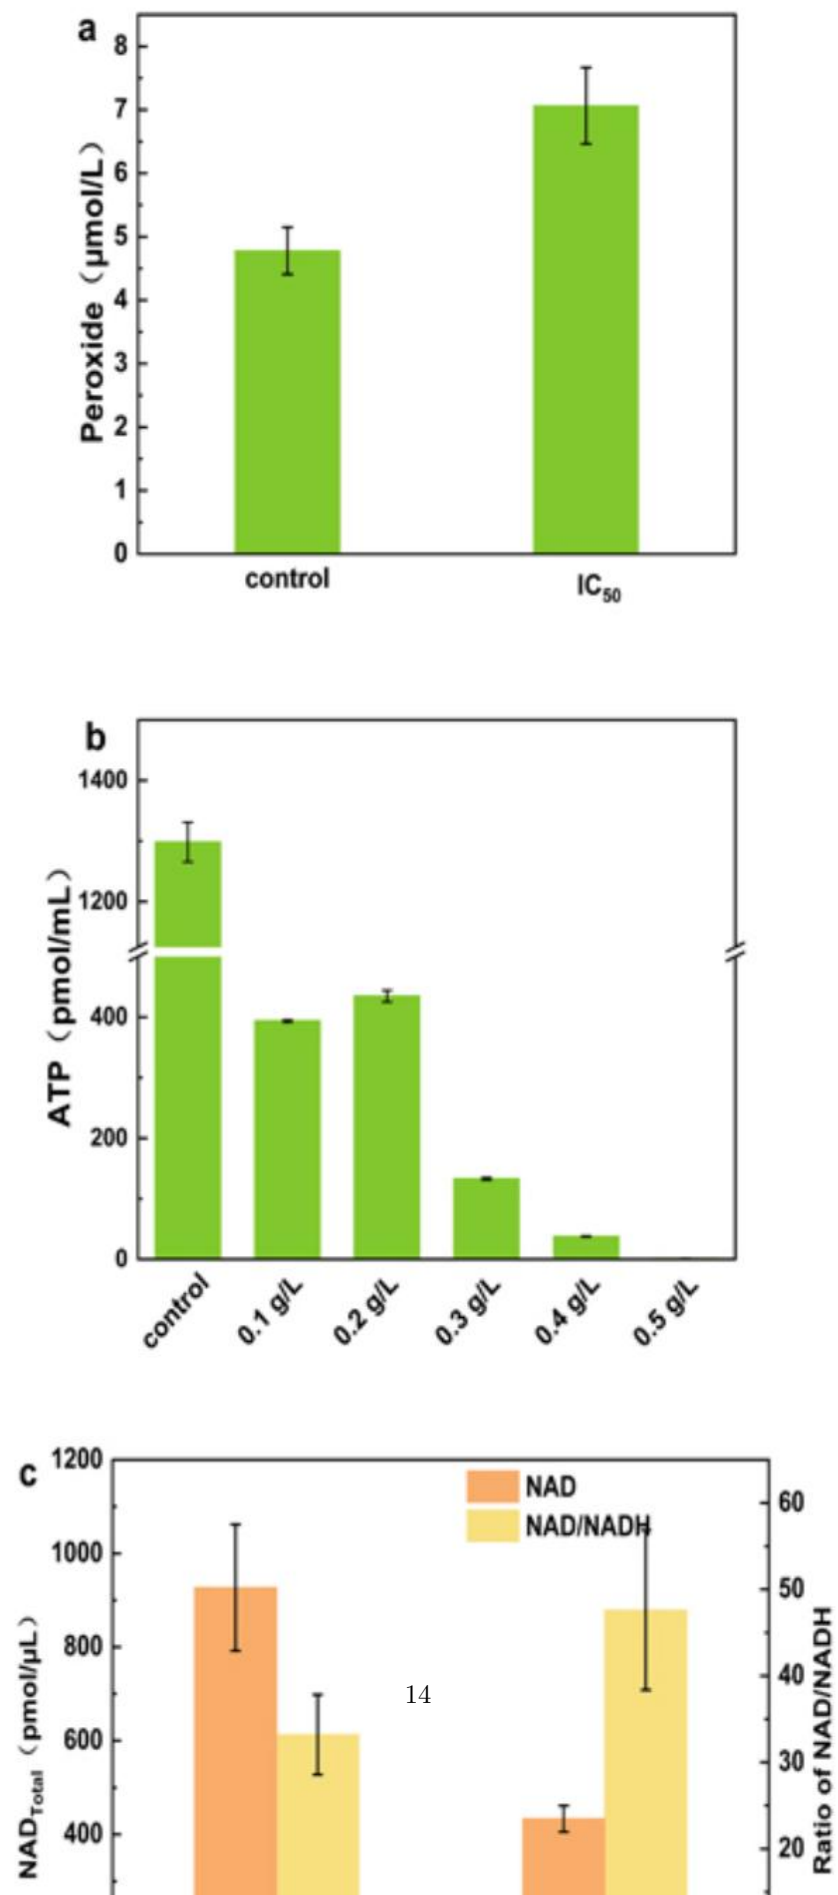 a
8
7
6
5
4
3
2
1
0
Peroxide（μmol/L）
control IC50
b
1400
1200
400
200
0
ATP（pmol/mL）
control 0.1 g/L 0.2 g/L 0.3 g/L 0.4 g/L 0.5 g/L
c
1200
1000
800
600
400
NADTotal（pmol/μL）
NAD
NAD/NADH
60
50
40
30
20
Ratio of NAD/NADH
14